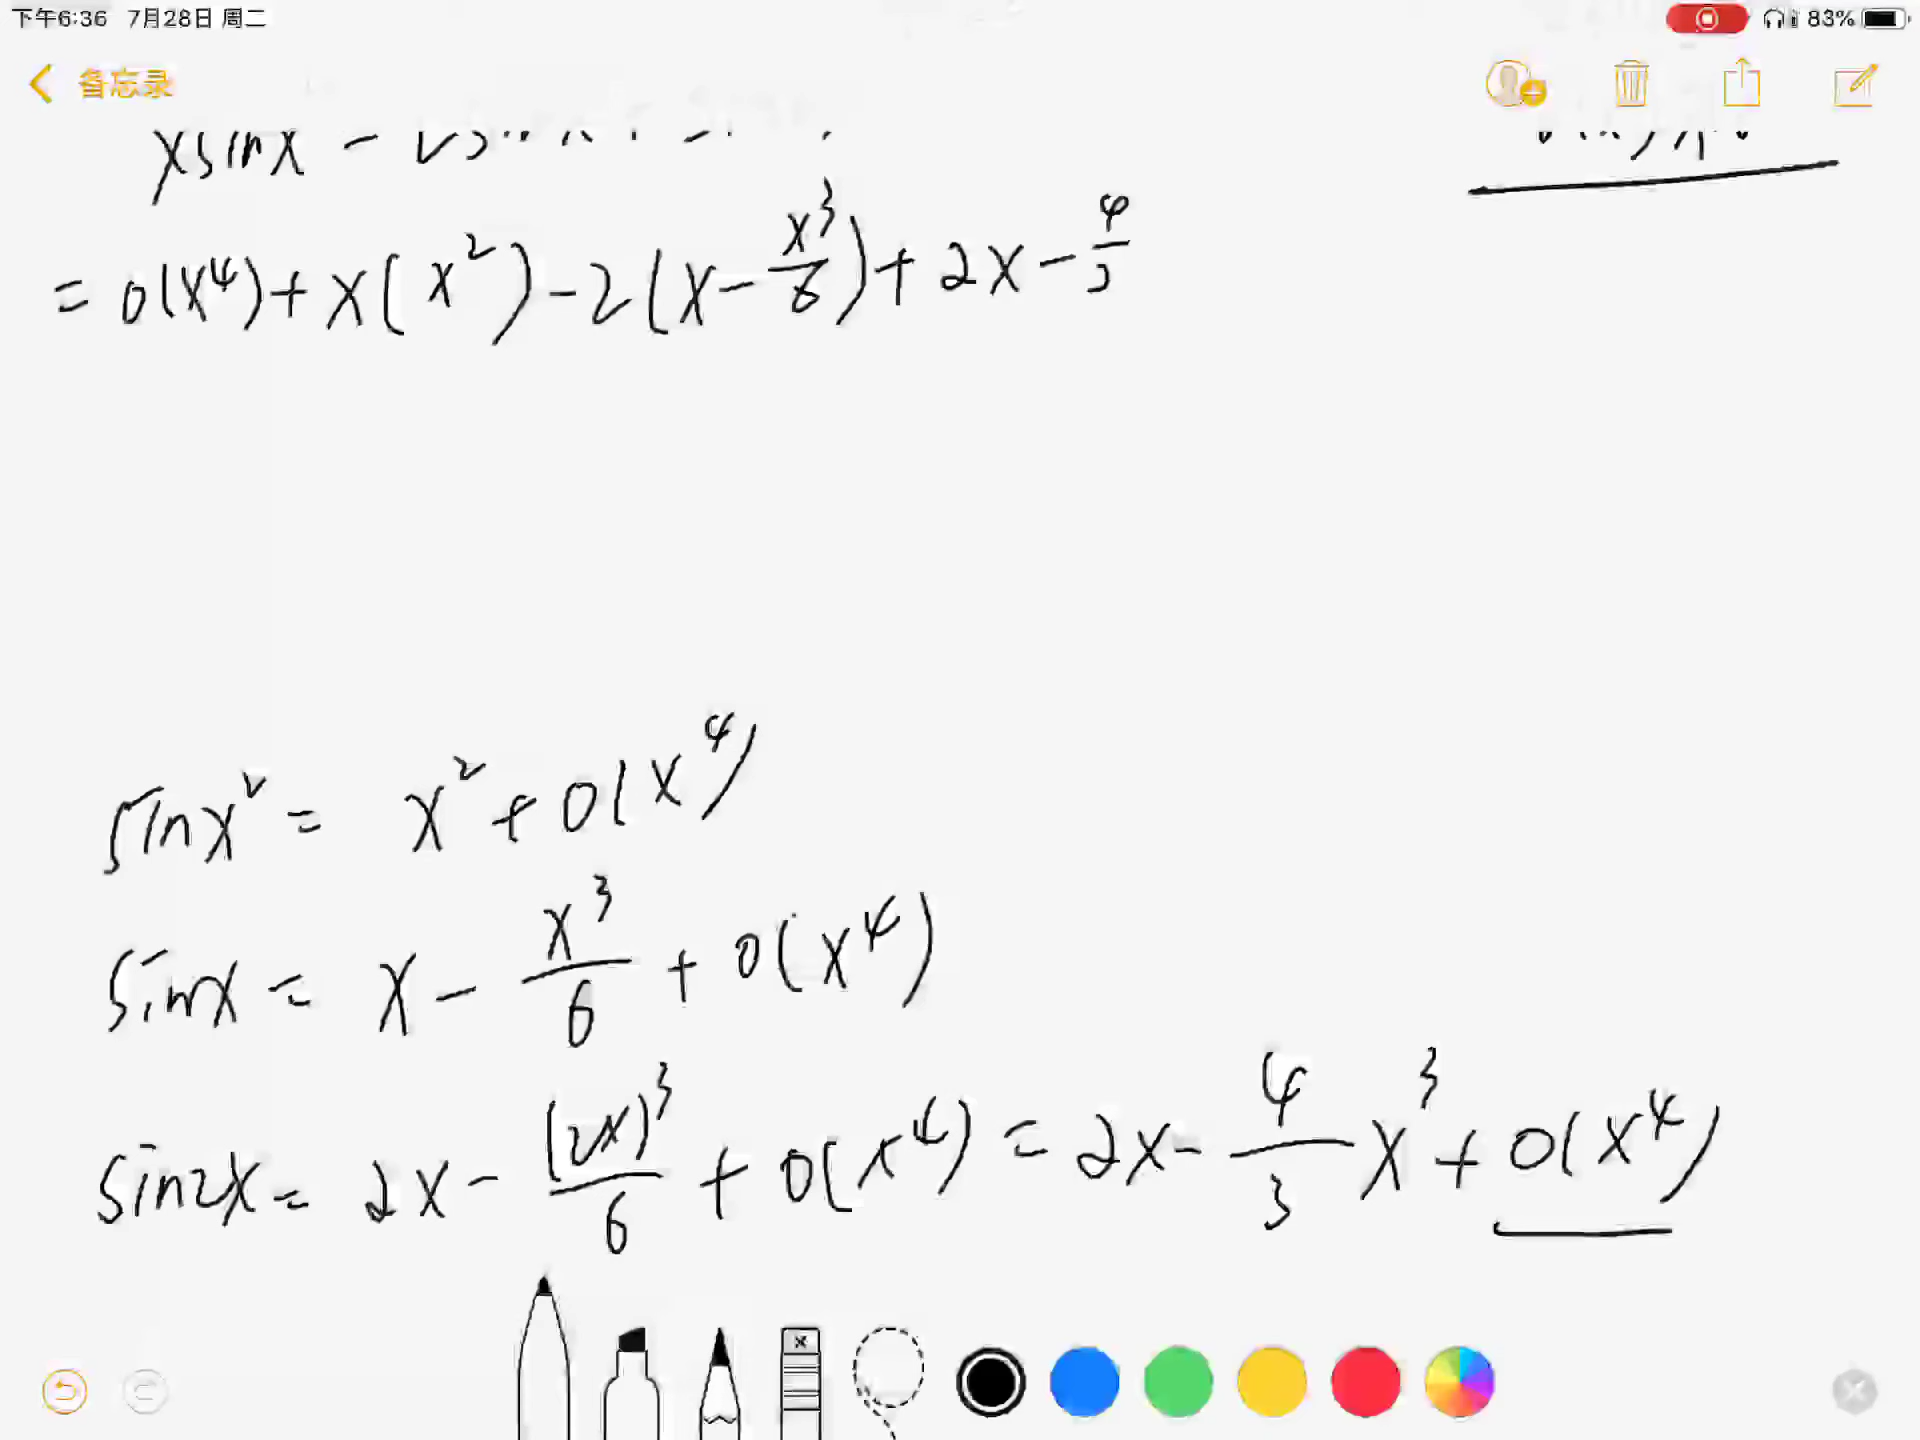 下午6:36 7月28日 周二 83%
备忘录
xsinx -
= o(x⁴) + x(x²) - 2(x - x³/6) + 2x - 4/3
sinx² = x² + o(x⁴)
sinx = x - x³/6 + o(x⁴)
sin2x = 2x - (2x)³/6 + o(x⁴) = 2x - 4/3 x³ + o(x⁴)